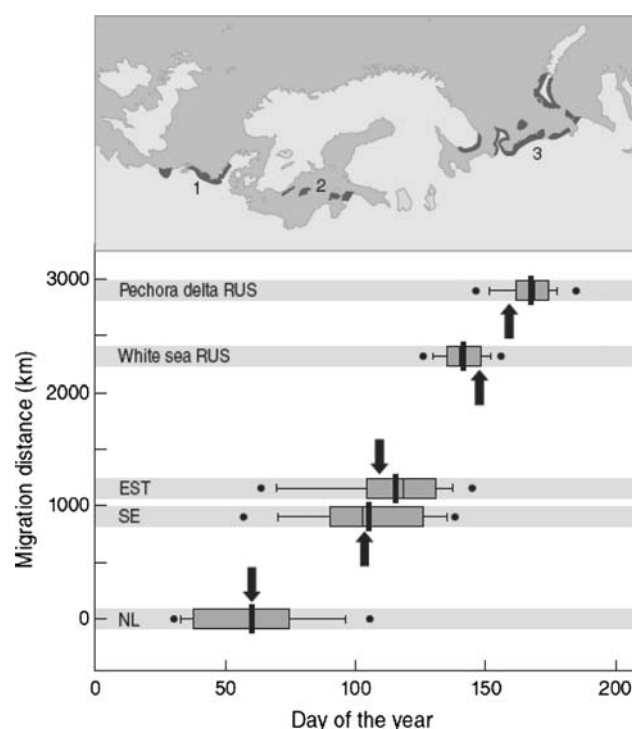 1
2
3
3000
Pechora delta RUS
White sea RUS
2000
EST
1000
SE
0
NL
Migration distance (km)
0
50
100
150
200
Day of the year